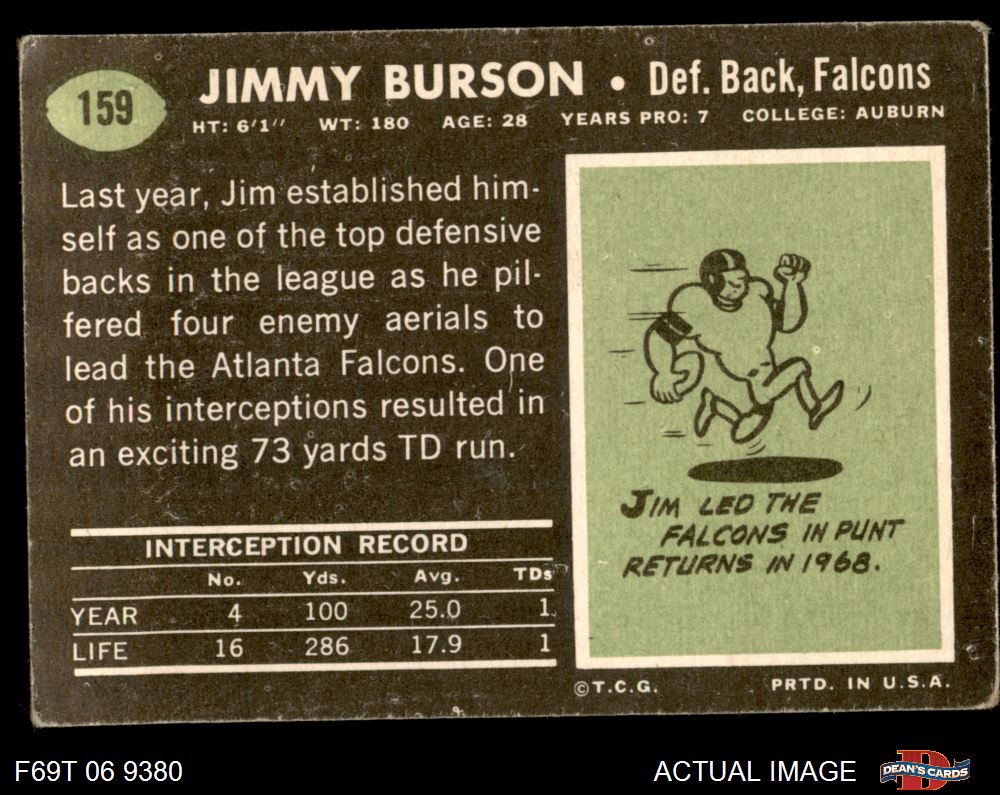 159
JIMMY BURSON • Def. Back, Falcons
HT: 6'1" WT: 180 AGE: 28 YEARS PRO: 7 COLLEGE: AUBURN
Last year, Jim established him-
self as one of the top defensive
backs in the league as he pil-
fered four enemy aerials to
lead the Atlanta Falcons. One
of his interceptions resulted in
an exciting 73 yards TD run.
INTERCEPTION RECORD
No. Yds. Avg. TDs
YEAR 4 100 25.0 1
LIFE 16 286 17.9 1
JIM LED THE
FALCONS IN PUNT
RETURNS IN 1968.
©T.C.G. PRTD. IN U.S.A.
F69T 06 9380
ACTUAL IMAGE
DEAN'S CARDS